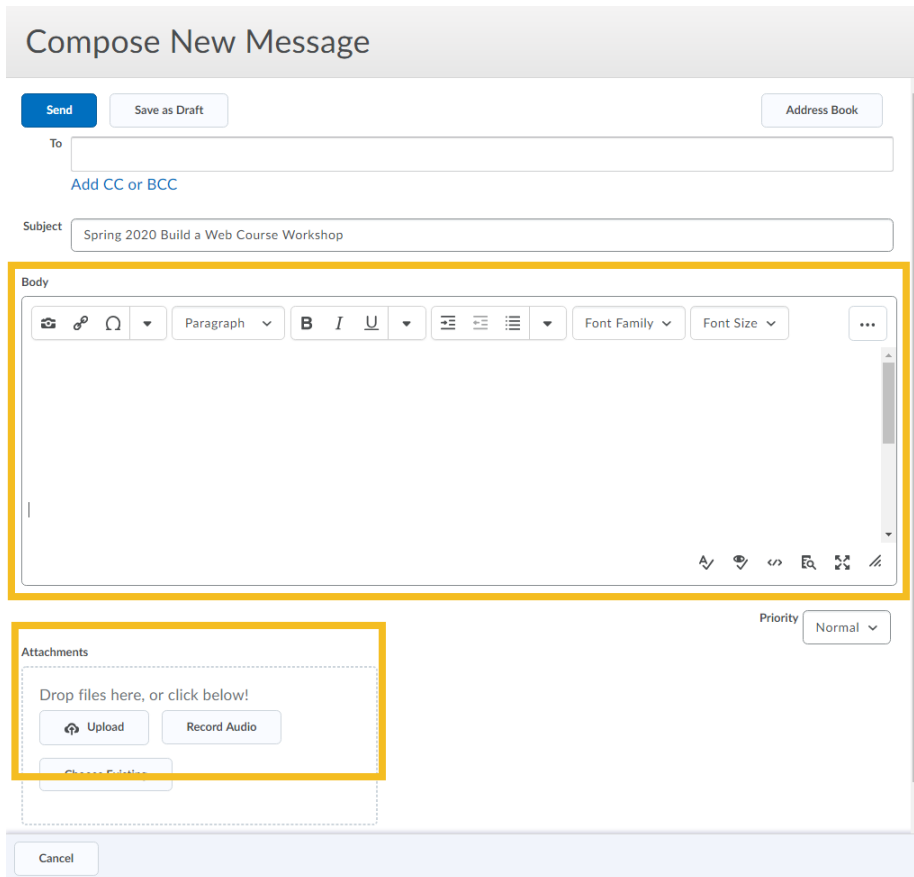 Compose New Message
Send Save as Draft Address Book
To
Add CC or BCC
Subject Spring 2020 Build a Web Course Workshop
Body
Paragraph B I U Font Family Font Size ...
Priority Normal
Attachments
Drop files here, or click below!
Upload Record Audio
Choose Existing
Cancel